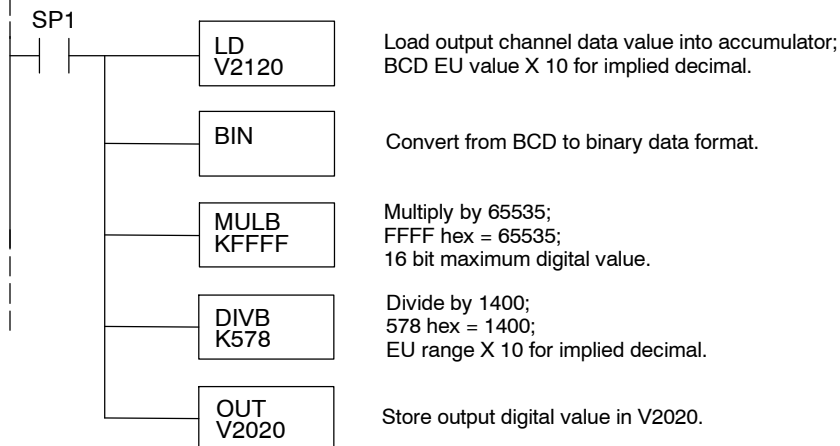 SP1
LD
V2120
Load output channel data value into accumulator;
BCD EU value X 10 for implied decimal.
BIN
Convert from BCD to binary data format.
MULB
KFFFF
Multiply by 65535;
FFFF hex = 65535;
16 bit maximum digital value.
DIVB
K578
Divide by 1400;
578 hex = 1400;
EU range X 10 for implied decimal.
OUT
V2020
Store output digital value in V2020.